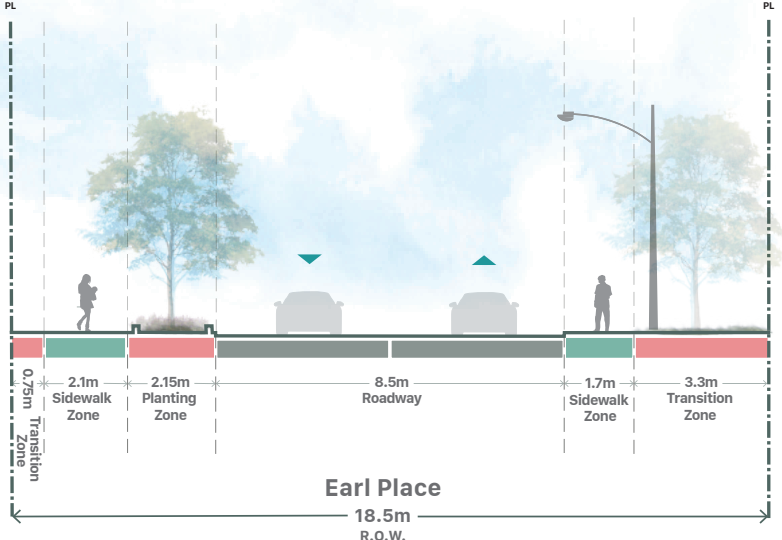 PL
PL
0.75m
Transition
Zone
2.1m
Sidewalk
Zone
2.15m
Planting
Zone
8.5m
Roadway
1.7m
Sidewalk
Zone
3.3m
Transition
Zone
Earl Place
18.5m
R.O.W.